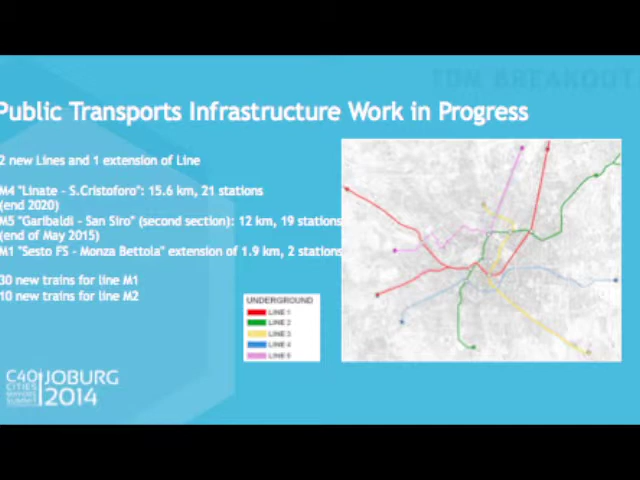 TDM BREAKOUT
Public Transports Infrastructure Work in Progress
2 new Lines and 1 extension of Line
M4 "Linate - S.Cristoforo": 15.6 km, 21 stations
(end 2020)
M5 "Garibaldi - San Siro" (second section): 12 km, 19 stations
(end of May 2015)
M1 "Sesto FS - Monza Bettola" extension of 1.9 km, 2 stations
30 new trains for line M1
10 new trains for line M2
UNDERGROUND
LINE 1
LINE 2
LINE 3
LINE 4
LINE 5
C40 JOBURG
CITIES
MAYORS
SUMMIT 2014